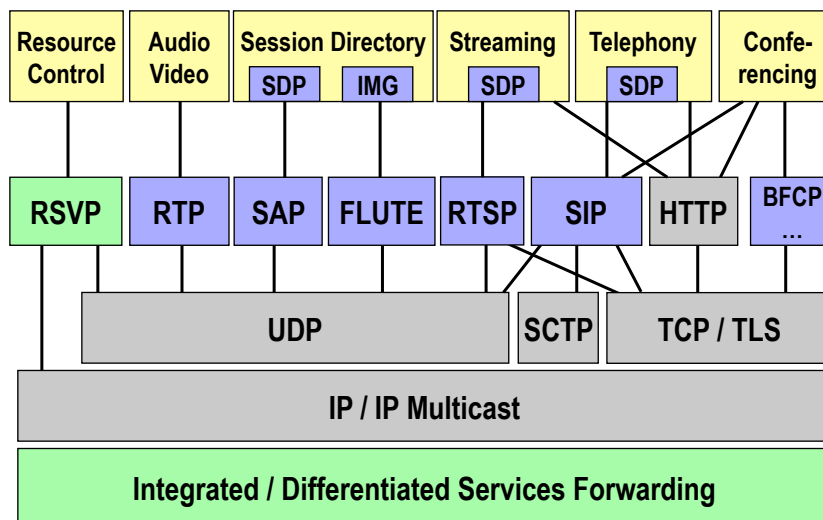 Resource
Control
Audio
Video
Session Directory
SDP
IMG
Streaming
SDP
Telephony
SDP
Confe-
rencing
RSVP
RTP
SAP
FLUTE
RTSP
SIP
HTTP
BFCP
...
UDP
SCTP
TCP / TLS
IP / IP Multicast
Integrated / Differentiated Services Forwarding